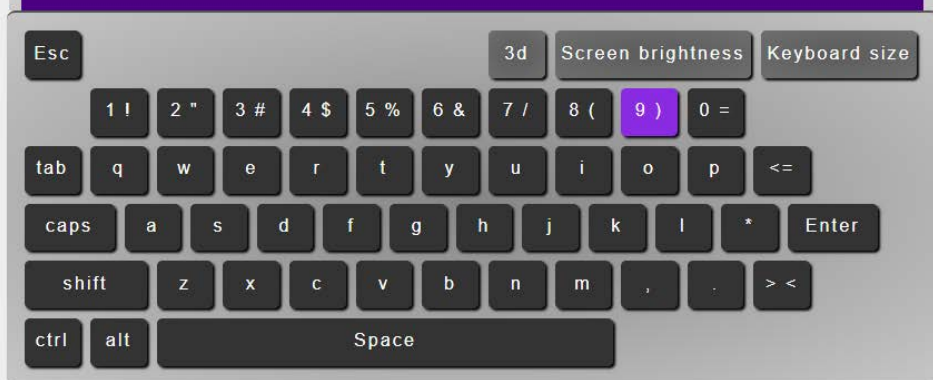 Esc 3d Screen brightness Keyboard size
1 ! 2 " 3 # 4 $ 5 % 6 & 7 / 8 ( 9 ) 0 =
tab q w e r t y u i o p <=
caps a s d f g h j k l * Enter
shift z x c v b n m , . > <
ctrl alt Space